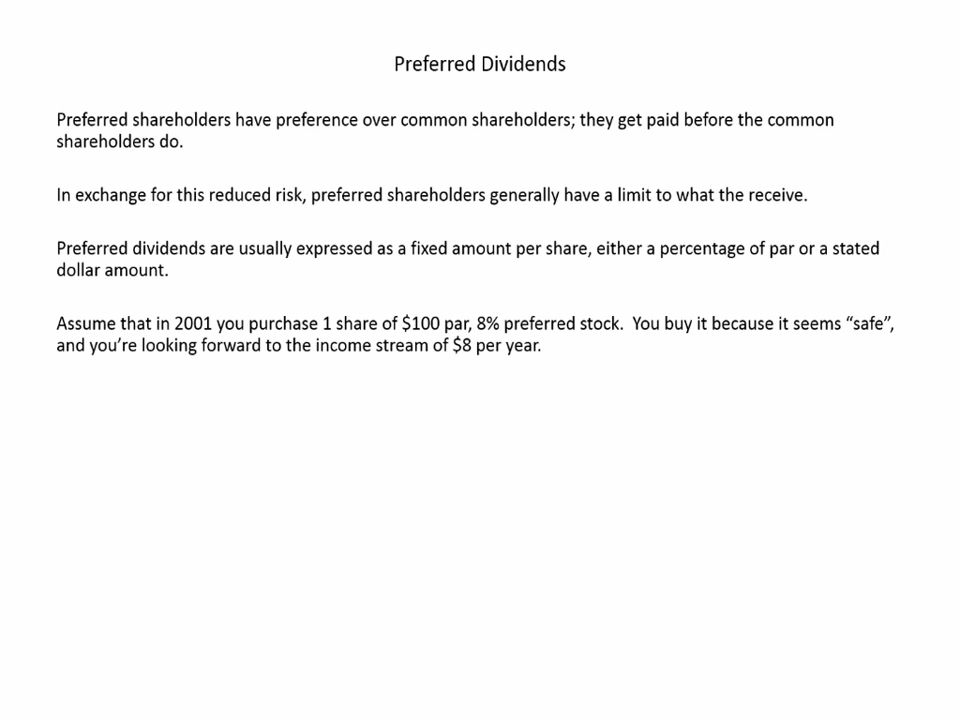 Preferred Dividends
Preferred shareholders have preference over common shareholders; they get paid before the common
shareholders do.
In exchange for this reduced risk, preferred shareholders generally have a limit to what the receive.
Preferred dividends are usually expressed as a fixed amount per share, either a percentage of par or a stated
dollar amount.
Assume that in 2001 you purchase 1 share of $100 par, 8% preferred stock.  You buy it because it seems “safe”,
and you’re looking forward to the income stream of $8 per year.